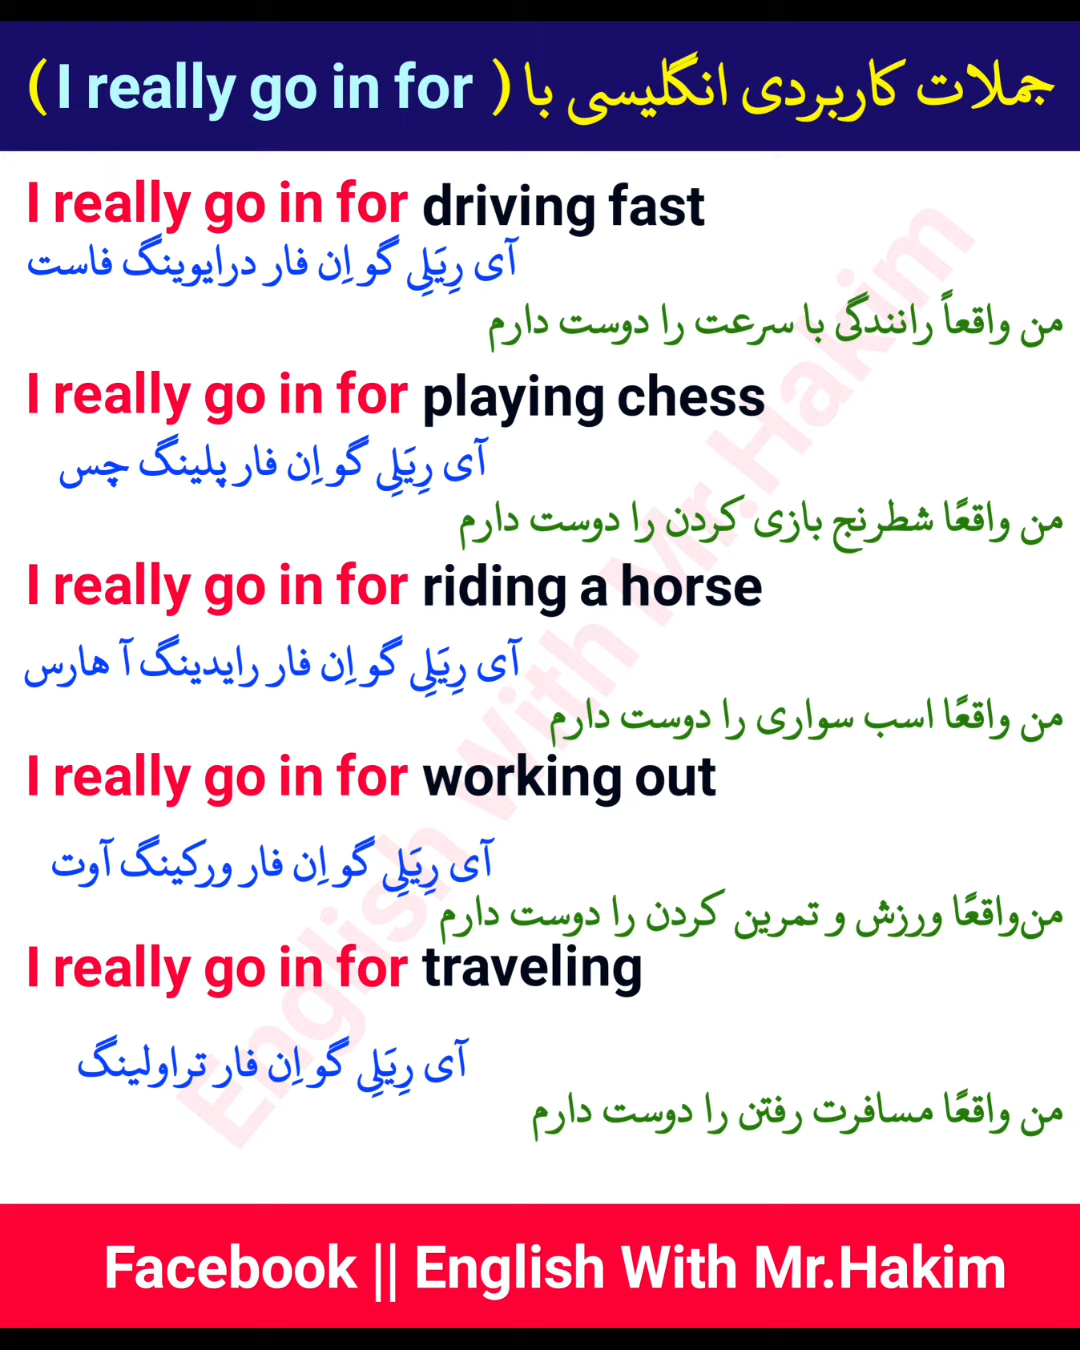 جملات کاربردی انگلیسی با ( I really go in for )
I really go in for driving fast
آی رِیَلِی گو اِن فار درایوینگ فاست
من واقعاً رانندگی با سرعت را دوست دارم
I really go in for playing chess
آی رِیَلِی گو اِن فار پلینگ چس
من واقعًا شطرنج بازی کردن را دوست دارم
I really go in for riding a horse
آی رِیَلِی گو اِن فار رایدینگ آ هارس
من واقعًا اسب سواری را دوست دارم
I really go in for working out
آی رِیَلِی گو اِن فار ورکینگ آوت
من‌واقعًا ورزش و تمرین کردن را دوست دارم
I really go in for traveling
آی رِیَلِی گو اِن فار تراولینگ
من واقعًا مسافرت رفتن را دوست دارم
English With Mr.Hakim
Facebook || English With Mr.Hakim